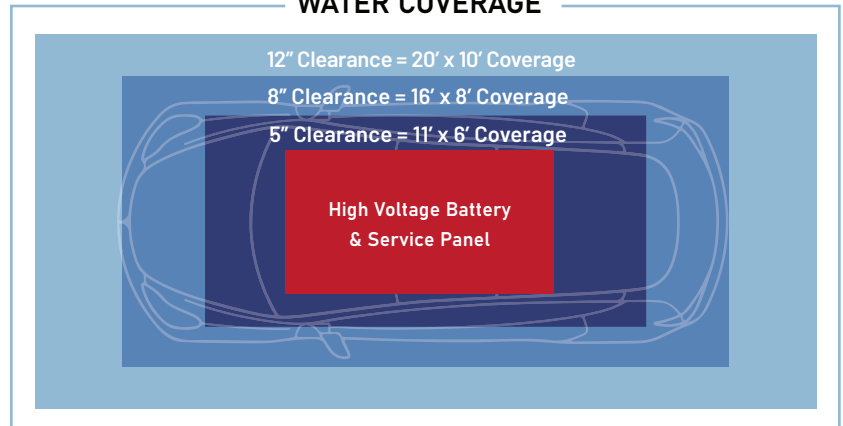 WATER COVERAGE
12” Clearance = 20’ x 10’ Coverage
8” Clearance = 16’ x 8’ Coverage
5” Clearance = 11’ x 6’ Coverage
High Voltage Battery
& Service Panel